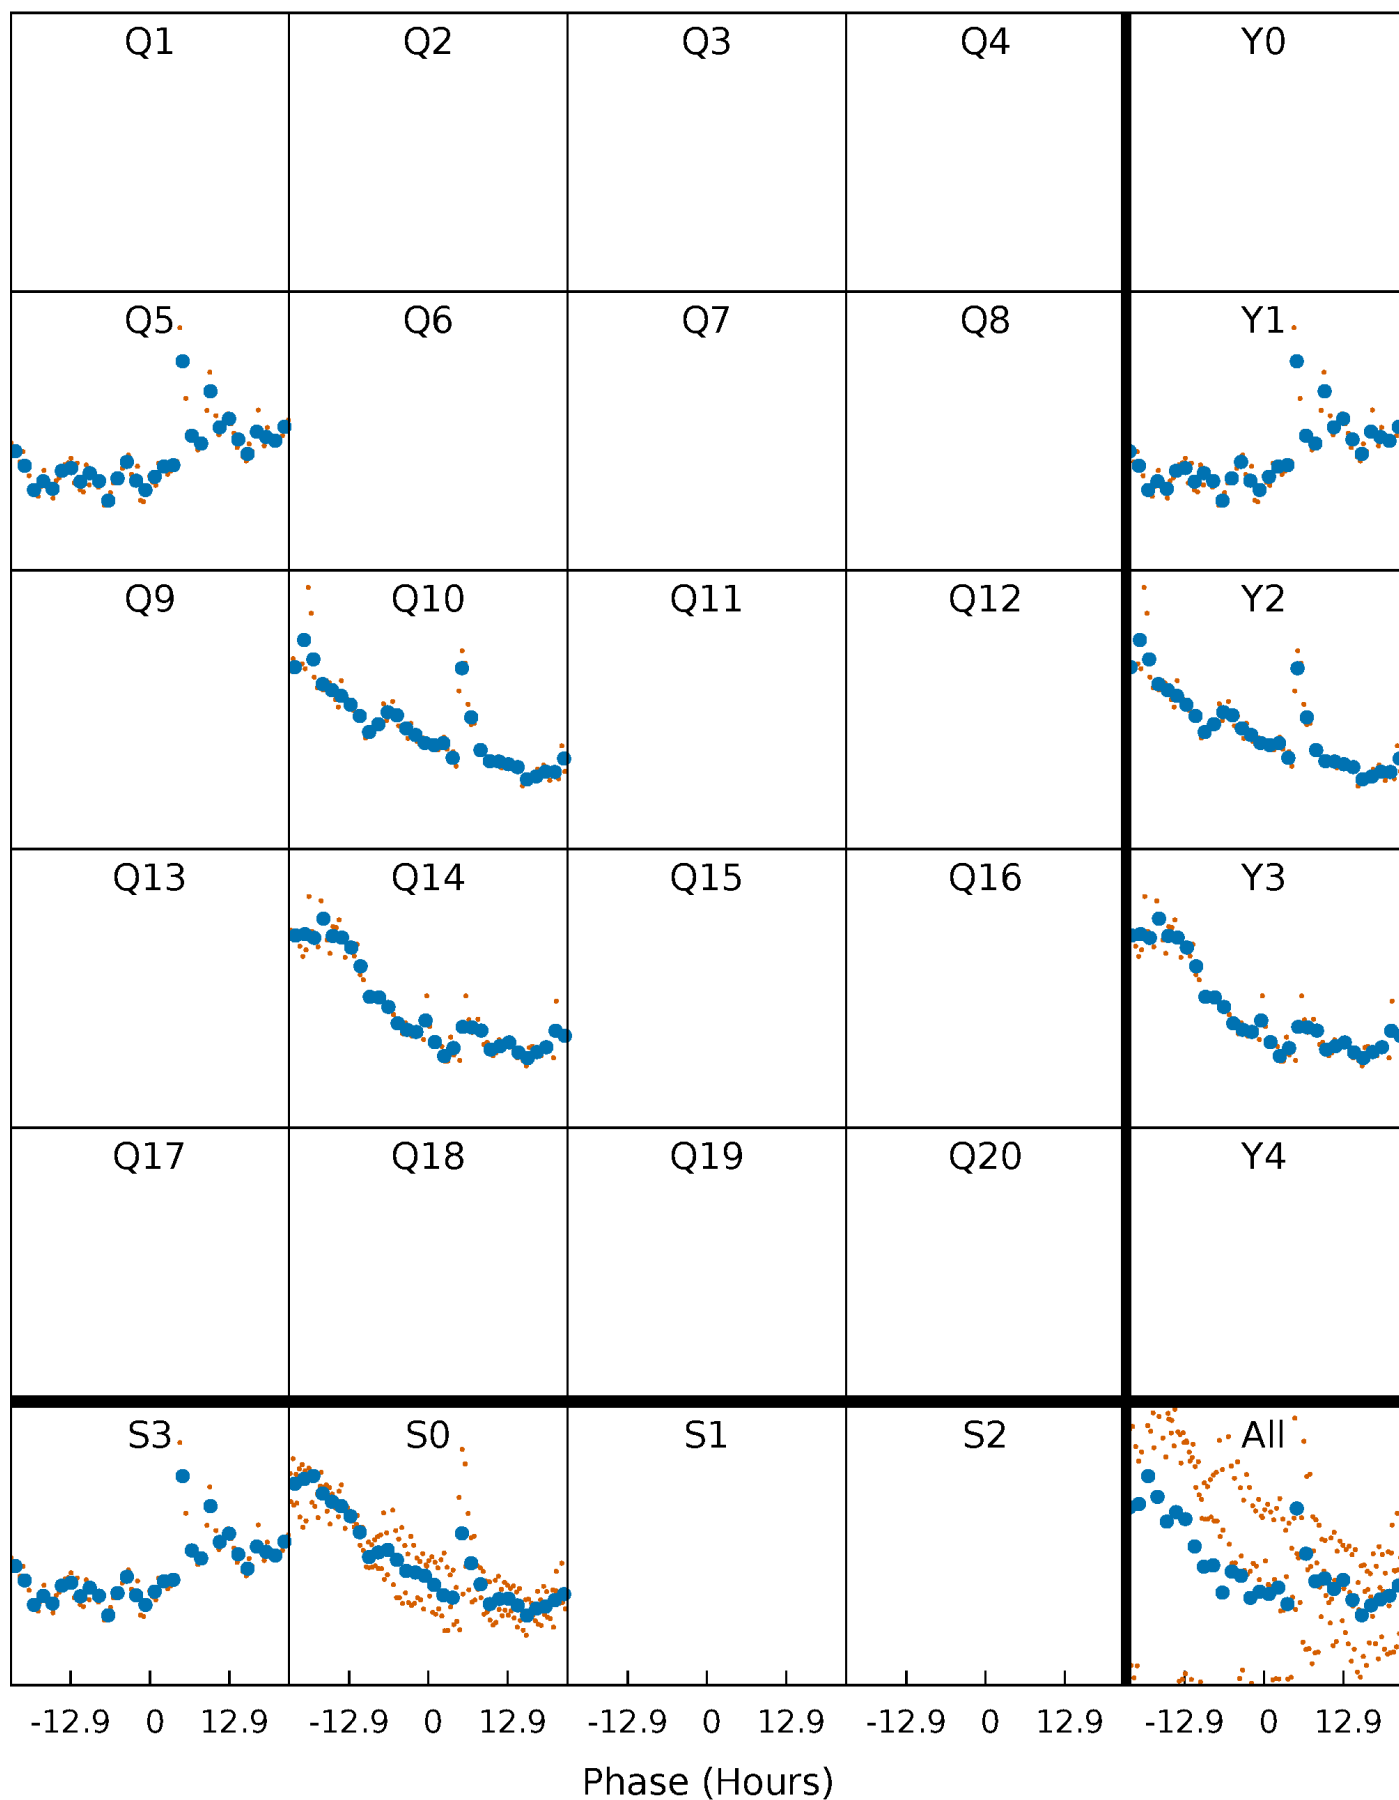 Q1 Q2 Q3 Q4 Y0
Q5 Q6 Q7 Q8 Y1
Q9 Q10 Q11 Q12 Y2
Q13 Q14 Q15 Q16 Y3
Q17 Q18 Q19 Q20 Y4
S3 S0 S1 S2 All
-12.9 0 12.9 -12.9 0 12.9 -12.9 0 12.9 -12.9 0 12.9 -12.9 0 12.9
Phase (Hours)